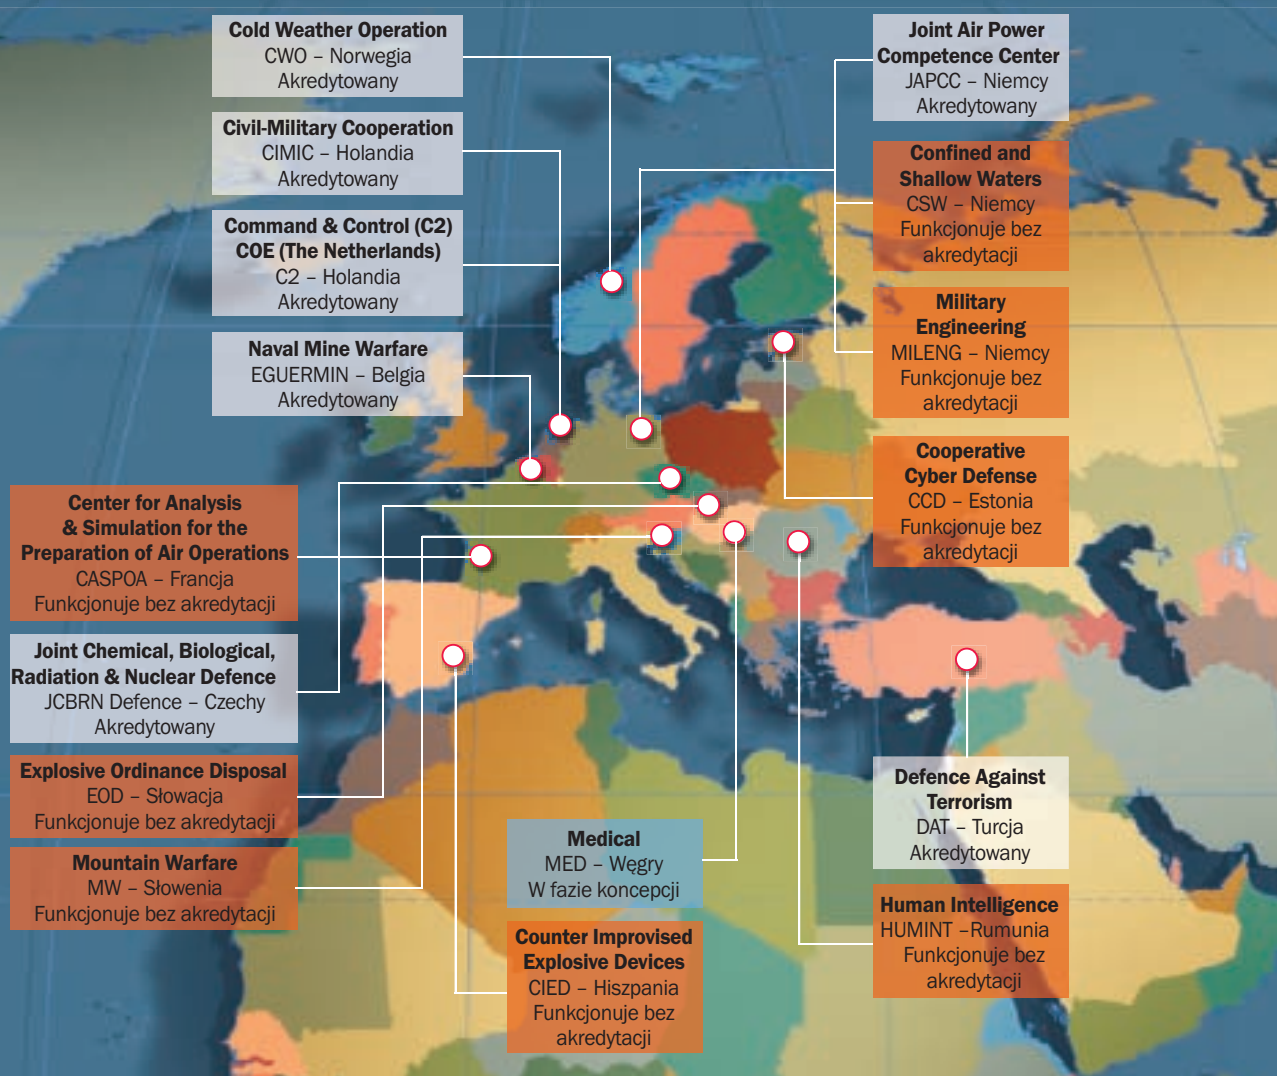 Cold Weather Operation
CWO – Norwegia
Akredytowany
Civil-Military Cooperation
CIMIC – Holandia
Akredytowany
Command & Control (C2)
COE (The Netherlands)
C2 – Holandia
Akredytowany
Naval Mine Warfare
EGUERMIN – Belgia
Akredytowany
Center for Analysis
& Simulation for the
Preparation of Air Operations
CASPOA – Francja
Funkcjonuje bez akredytacji
Joint Chemical, Biological,
Radiation & Nuclear Defence
JCBRN Defence – Czechy
Akredytowany
Explosive Ordinance Disposal
EOD – Słowacja
Funkcjonuje bez akredytacji
Mountain Warfare
MW – Słowenia
Funkcjonuje bez akredytacji
Medical
MED – Węgry
W fazie koncepcji
Counter Improvised
Explosive Devices
CIED – Hiszpania
Funkcjonuje bez
akredytacji
Joint Air Power
Competence Center
JAPCC – Niemcy
Akredytowany
Confined and
Shallow Waters
CSW – Niemcy
Funkcjonuje bez
akredytacji
Military
Engineering
MILENG – Niemcy
Funkcjonuje bez
akredytacji
Cooperative
Cyber Defense
CCD – Estonia
Funkcjonuje bez
akredytacji
Defence Against
Terrorism
DAT – Turcja
Akredytowany
Human Intelligence
HUMINT –Rumunia
Funkcjonuje bez
akredytacji